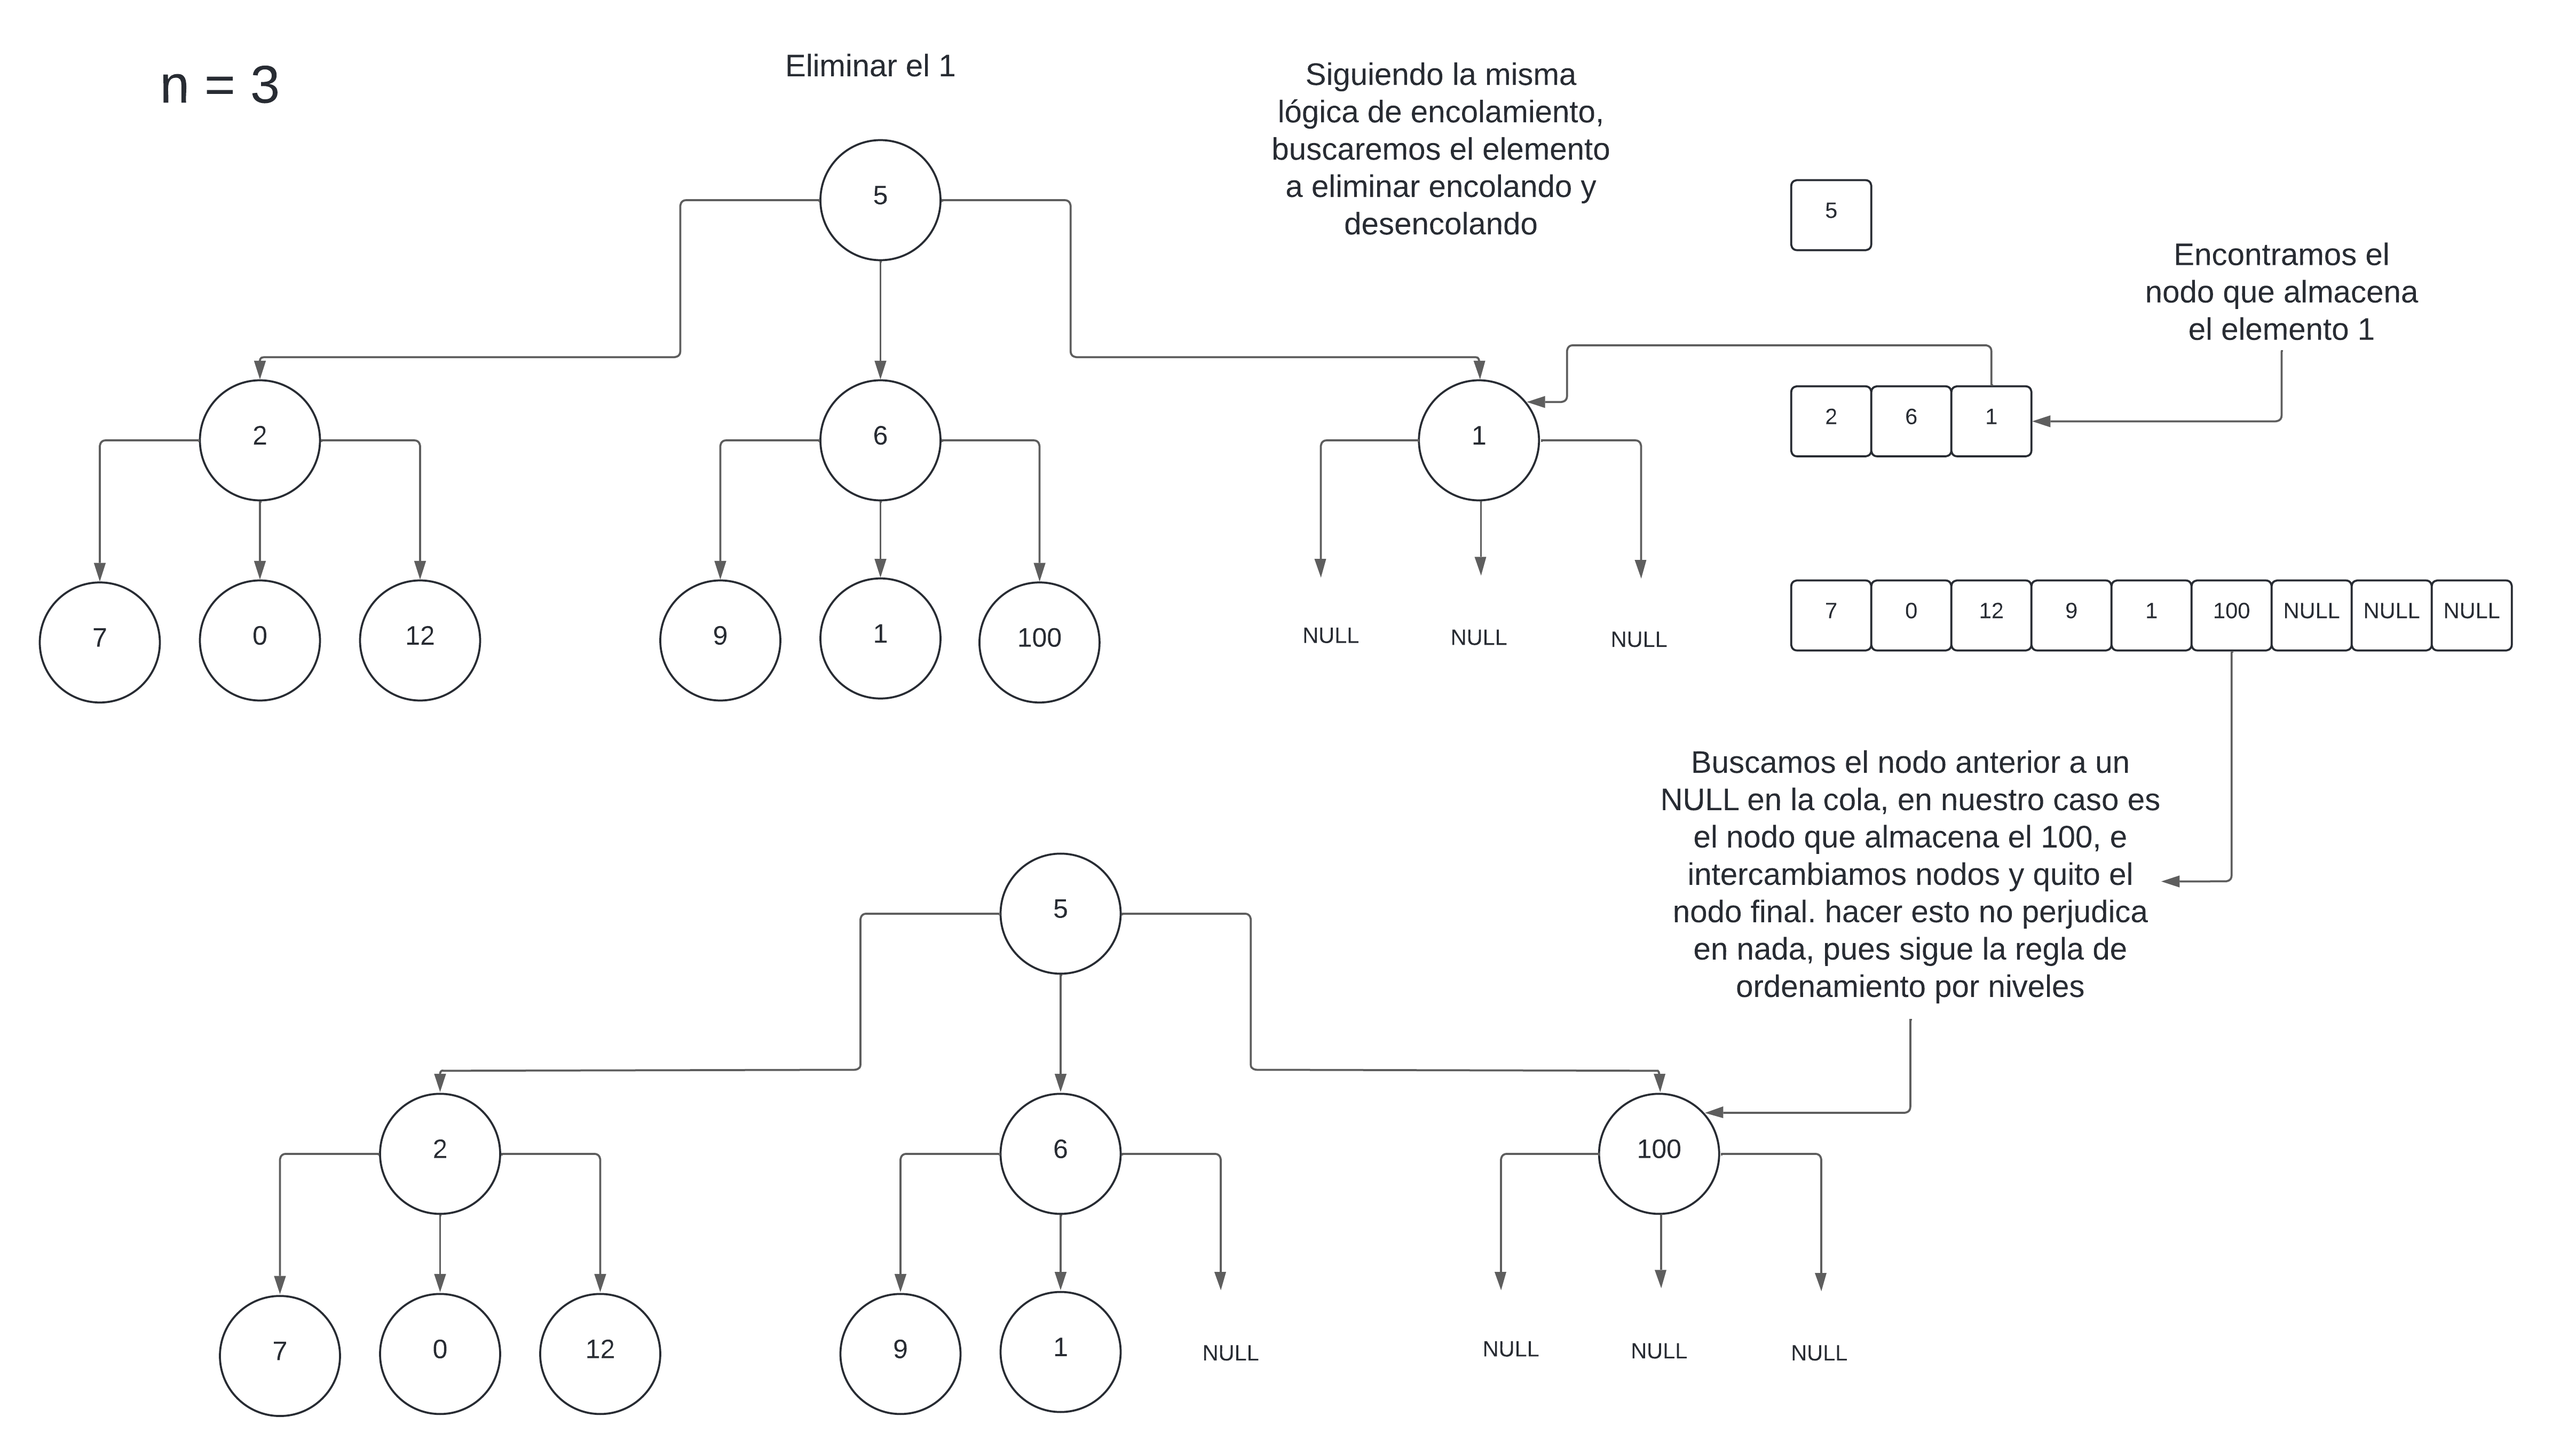 n = 3
Eliminar el 1
Siguiendo la misma
lógica de encolamiento,
buscaremos el elemento
a eliminar encolando y
desencolando
5
5
Encontramos el
nodo que almacena
el elemento 1
2
6
1
2 6 1
7
0
12
9
1
100
NULL
NULL
NULL
7 0 12 9 1 100 NULL NULL NULL
Buscamos el nodo anterior a un
NULL en la cola, en nuestro caso es
el nodo que almacena el 100, e
intercambiamos nodos y quito el
nodo final. hacer esto no perjudica
en nada, pues sigue la regla de
ordenamiento por niveles
5
2
6
100
7
0
12
9
1
NULL
NULL
NULL
NULL